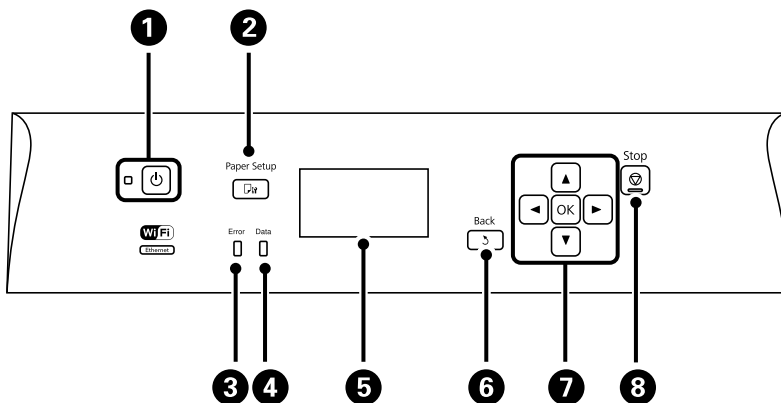 1 2
Paper Setup
Stop
OK
Back
WiFi
Ethernet
Error Data
3 4 5 6 7 8